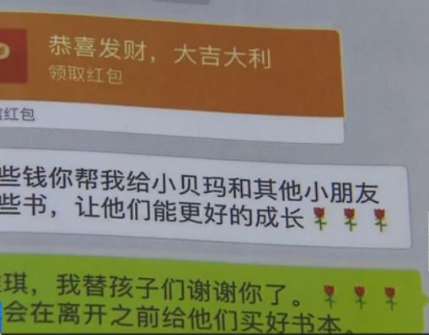 恭喜发财，大吉大利
领取红包
红包
些钱你帮我给小贝玛和其他小朋友
些书，让他们能更好的成长
琪，我替孩子们谢谢你了。
会在离开之前给他们买好书本